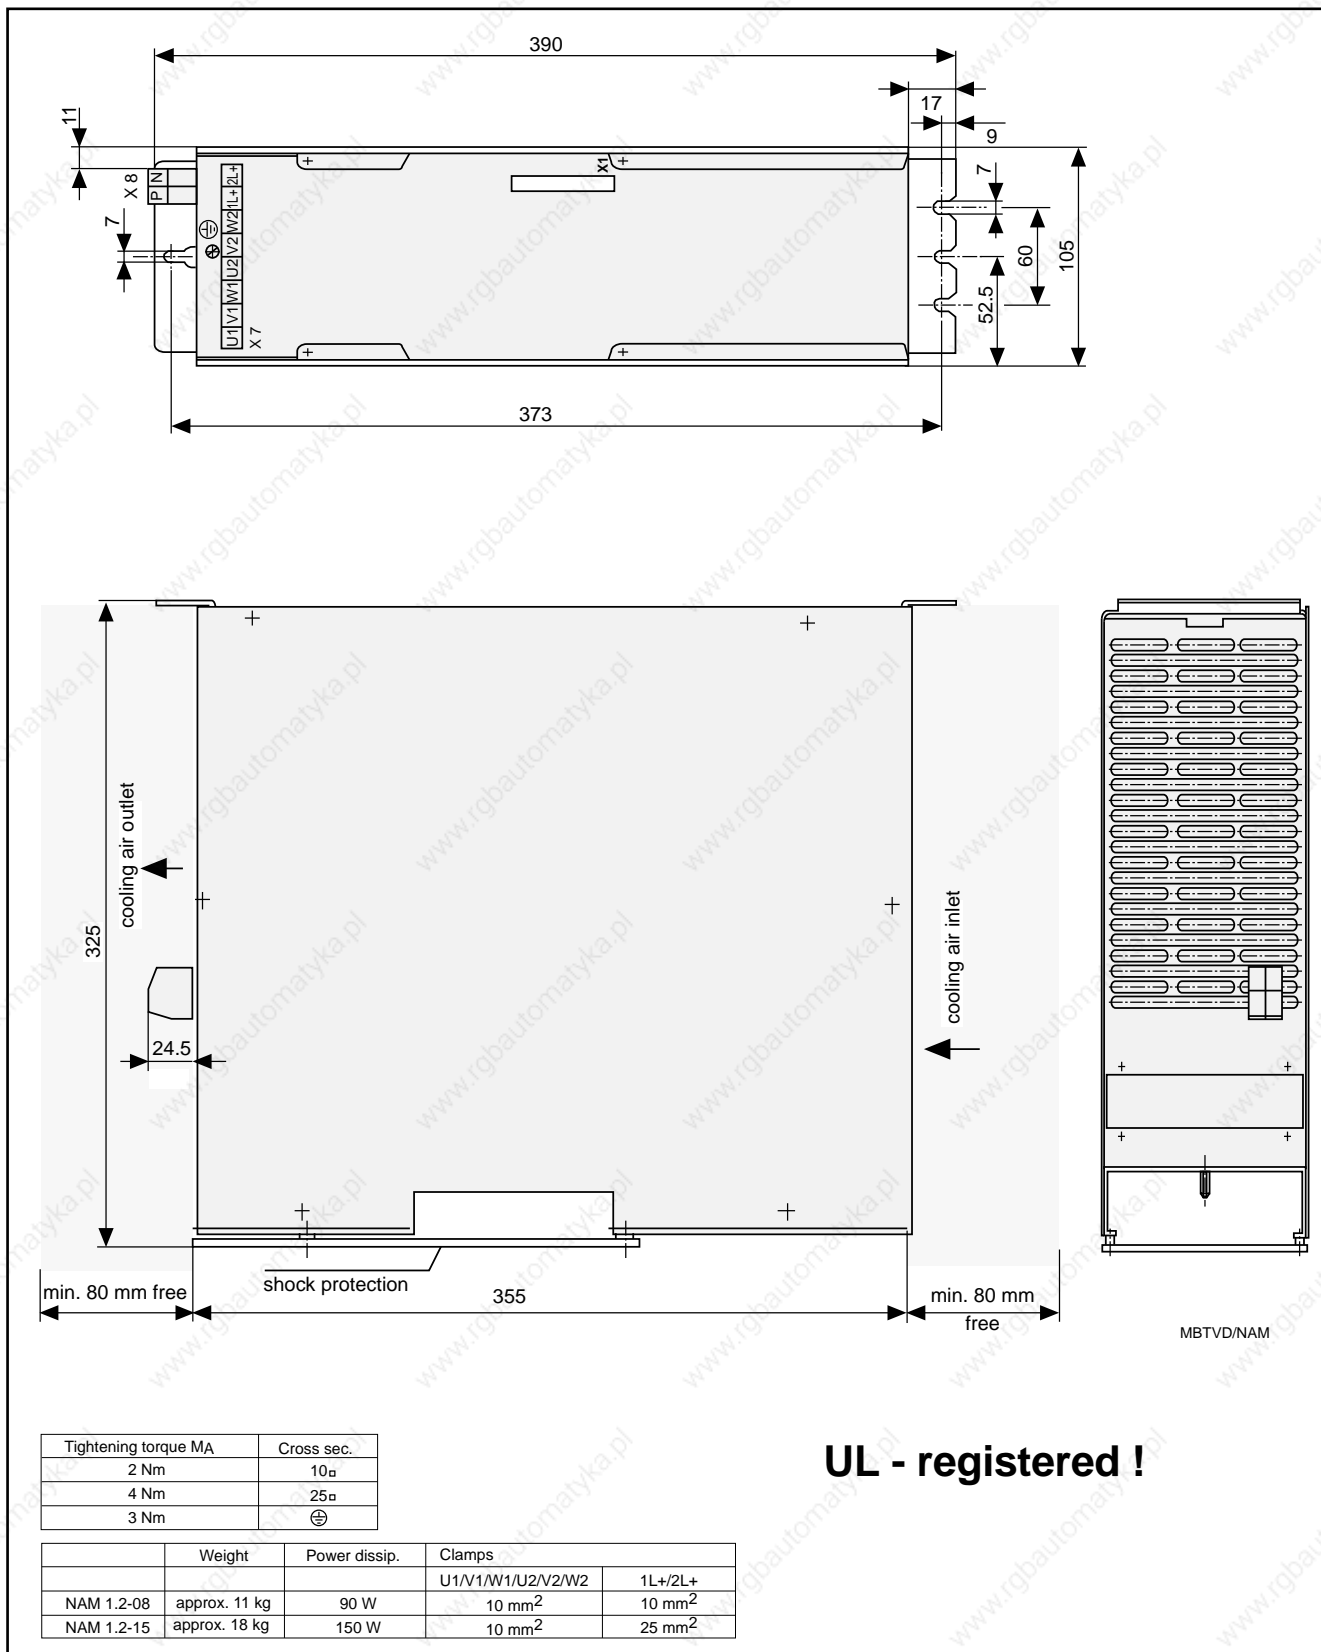 390
17
9
11
7
X 8
P N
7
U1 V1 W1 U2 V2 W2 1L+ 2L+
X 7
X1
60
52.5
105
373
cooling air outlet
325
24.5
cooling air inlet
shock protection
min. 80 mm free
355
min. 80 mm
free
MBTVD/NAM
UL - registered !
Tightening torque MA Cross sec.
2 Nm 10□
4 Nm 25□
3 Nm ⏚
Weight Power dissip. Clamps
U1/V1/W1/U2/V2/W2 1L+/2L+
NAM 1.2-08 approx. 11 kg 90 W 10 mm² 10 mm²
NAM 1.2-15 approx. 18 kg 150 W 10 mm² 25 mm²
www.rgbautomatyka.pl